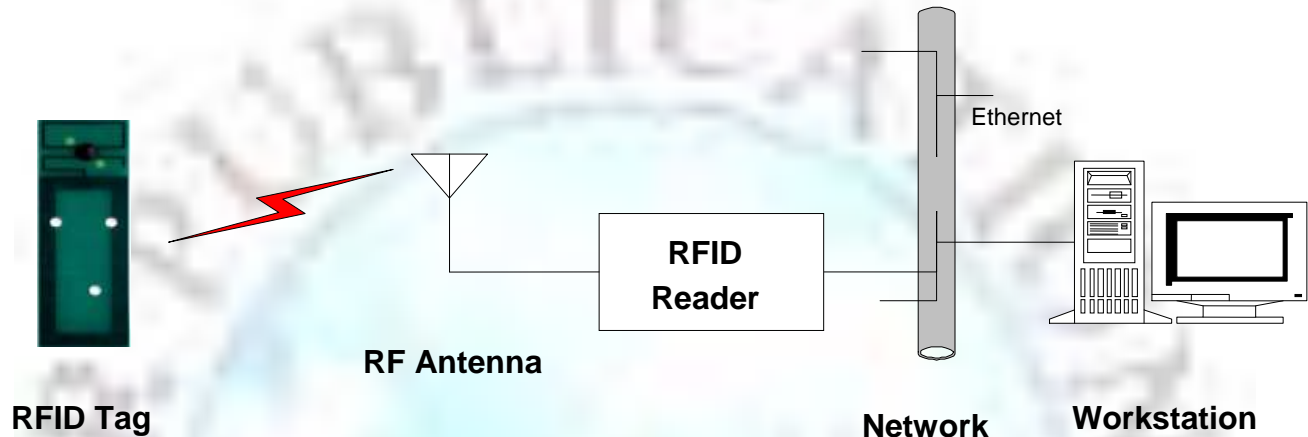 Ethernet
RFID
Reader
RF Antenna
RFID Tag
Network
Workstation